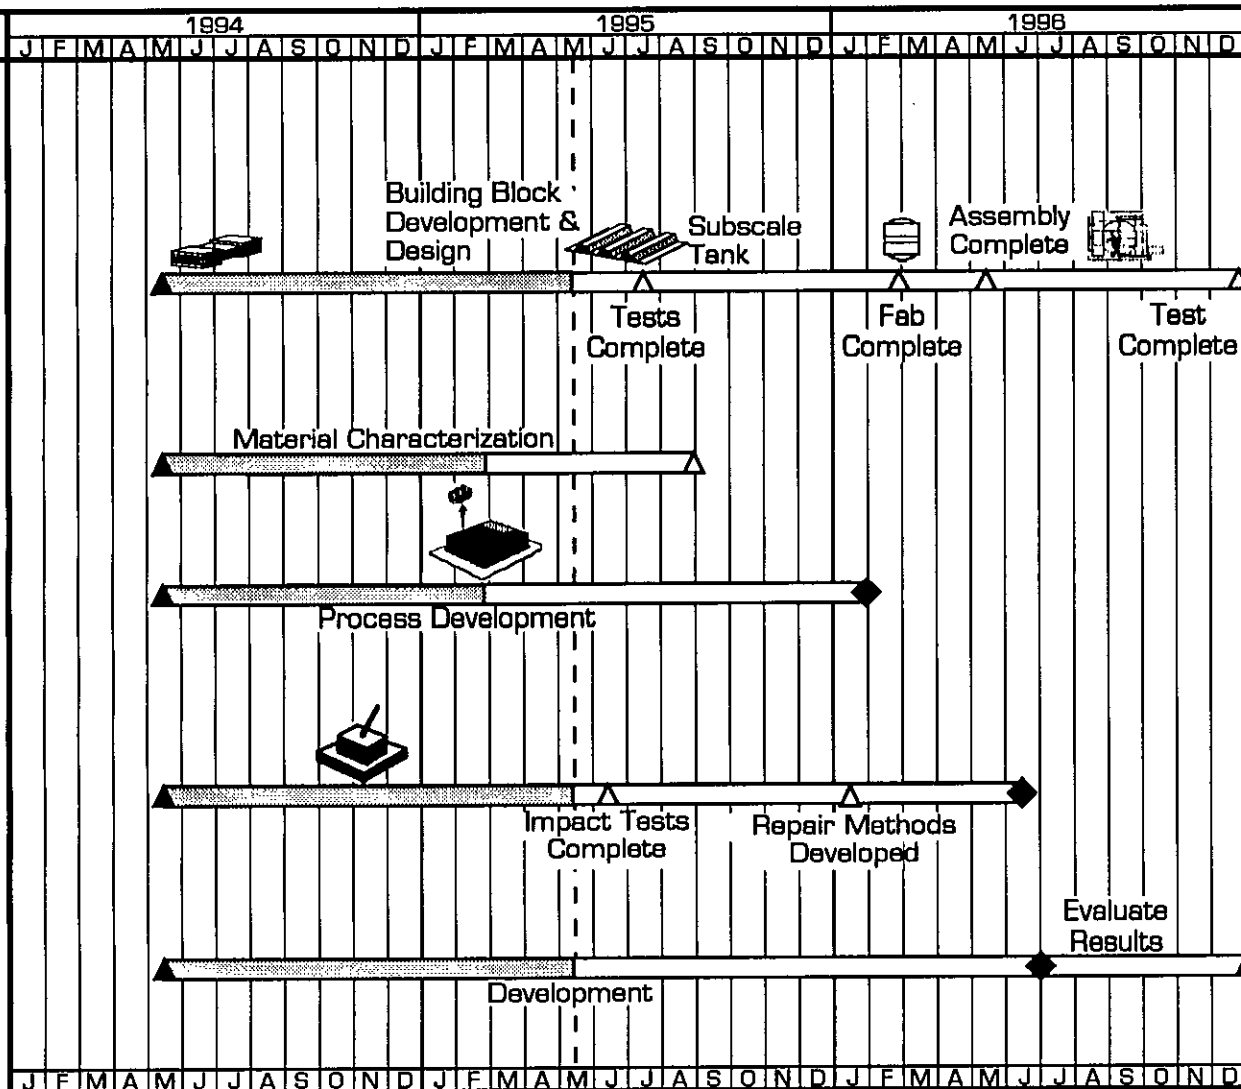 1994 1995 1996
J F M A M J J A S O N D J F M A M J J A S O N D J F M A M J J A S O N D
Building Block
Development &
Design
Subscale
Tank
Assembly
Complete
Tests
Complete
Fab
Complete
Test
Complete
Material Characterization
Process Development
Impact Tests
Complete
Repair Methods
Developed
Evaluate
Results
Development
J F M A M J J A S O N D J F M A M J J A S O N D J F M A M J J A S O N D